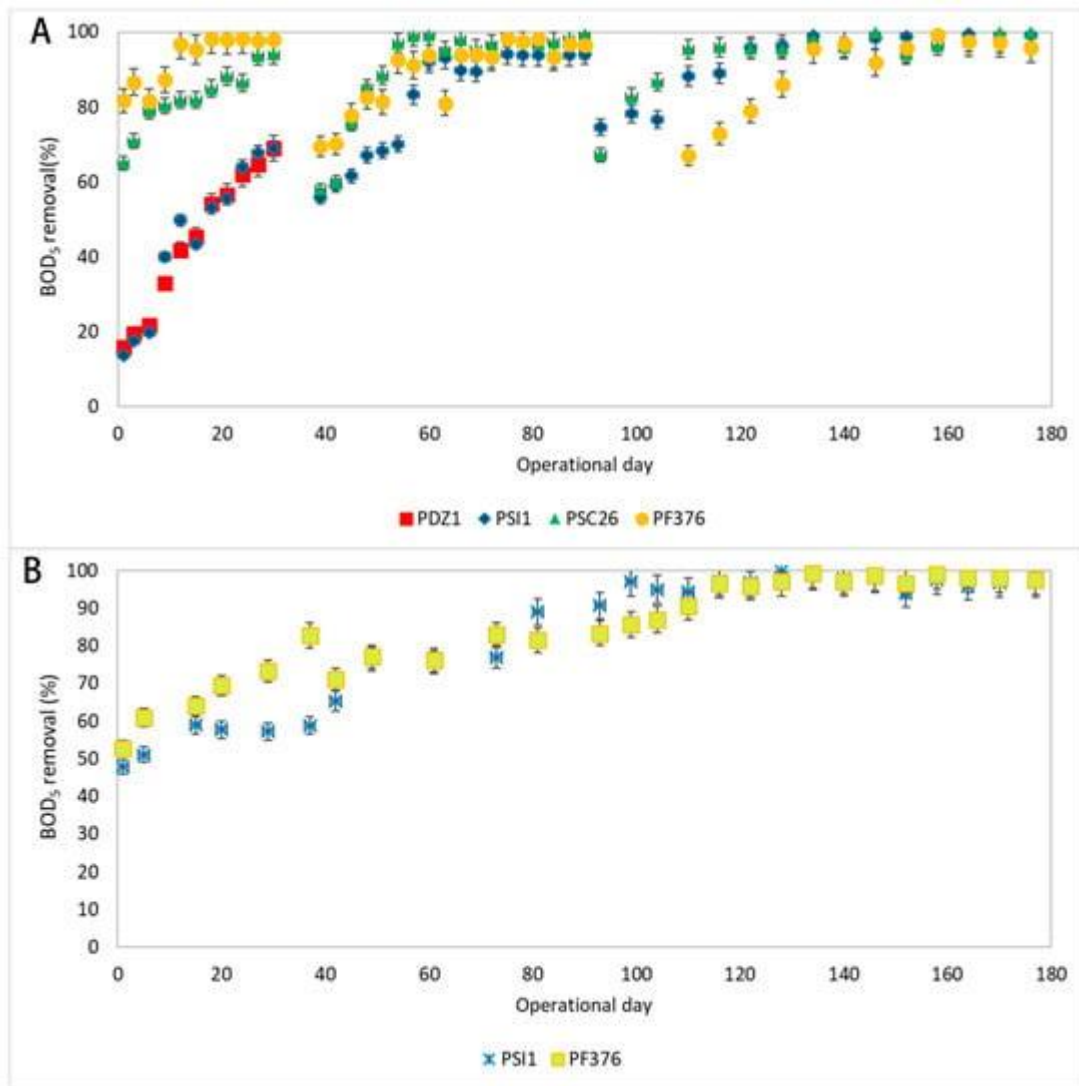 A
100
80
60
40
20
0
BOD5 removal(%)
0 20 40 60 80 100 120 140 160 180
Operational day
PDZ1 PSI1 PSC26 PF376
B
100
90
80
70
60
50
40
30
20
10
0
BOD5 removal (%)
0 20 40 60 80 100 120 140 160 180
Operational day
PSI1 PF376